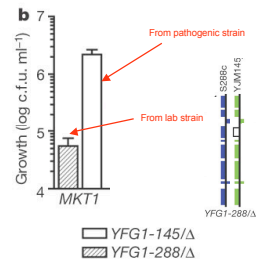 b
Growth (log c.f.u. ml⁻¹)
7
6
5
4
From pathogenic strain
From lab strain
MKT1
S288c
YJM145
YFG1-288/Δ
YFG1-145/Δ
YFG1-288/Δ